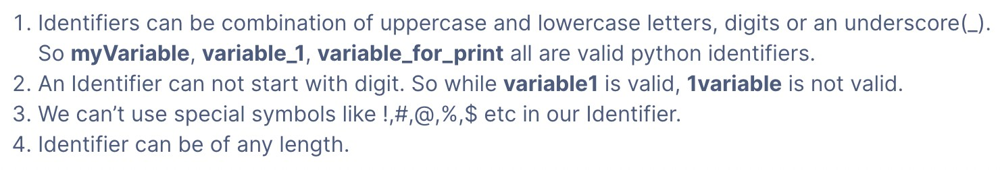 1. Identifiers can be combination of uppercase and lowercase letters, digits or an underscore(_).
So myVariable, variable_1, variable_for_print all are valid python identifiers.
2. An Identifier can not start with digit. So while variable1 is valid, 1variable is not valid.
3. We can’t use special symbols like !,#,@,%,$ etc in our Identifier.
4. Identifier can be of any length.